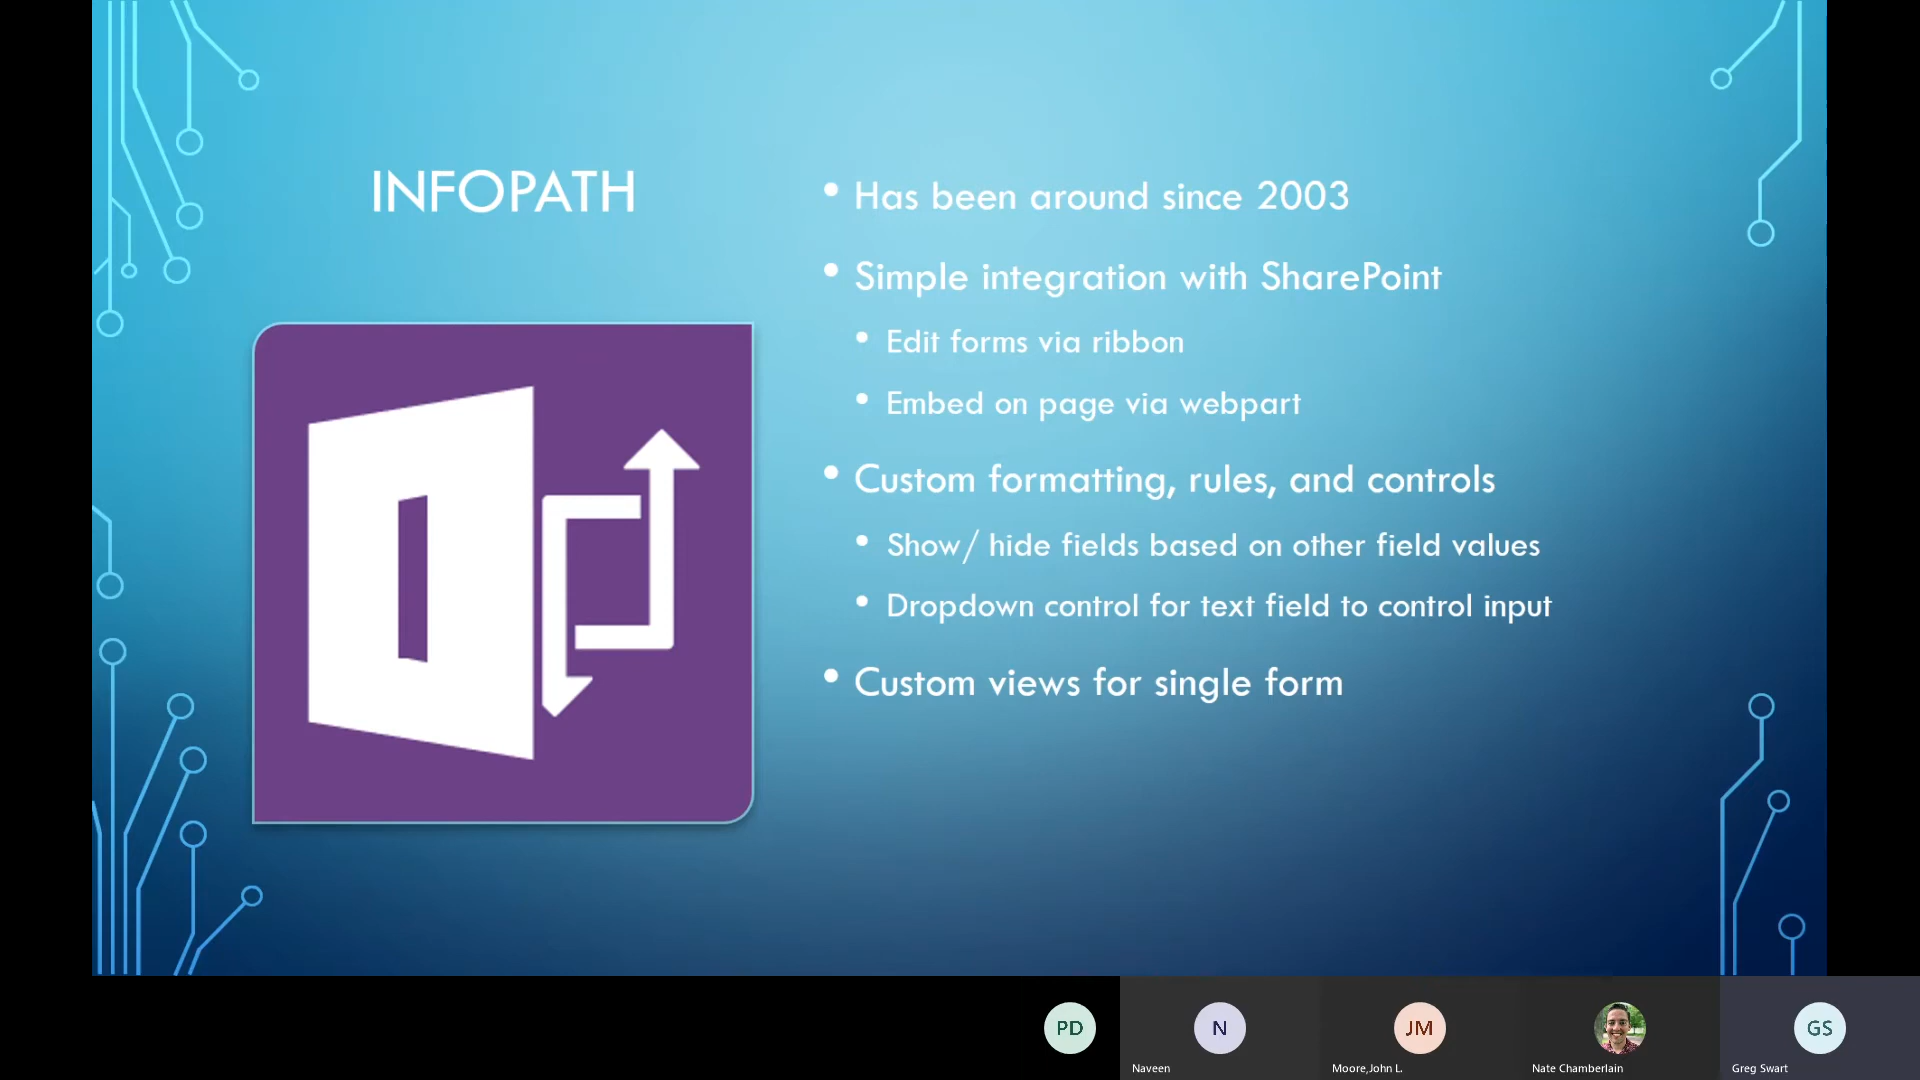 INFOPATH
• Has been around since 2003
• Simple integration with SharePoint
• Edit forms via ribbon
• Embed on page via webpart
• Custom formatting, rules, and controls
• Show/ hide fields based on other field values
• Dropdown control for text field to control input
• Custom views for single form
PD
N
JM
GS
Naveen
Moore,John L.
Nate Chamberlain
Greg Swart